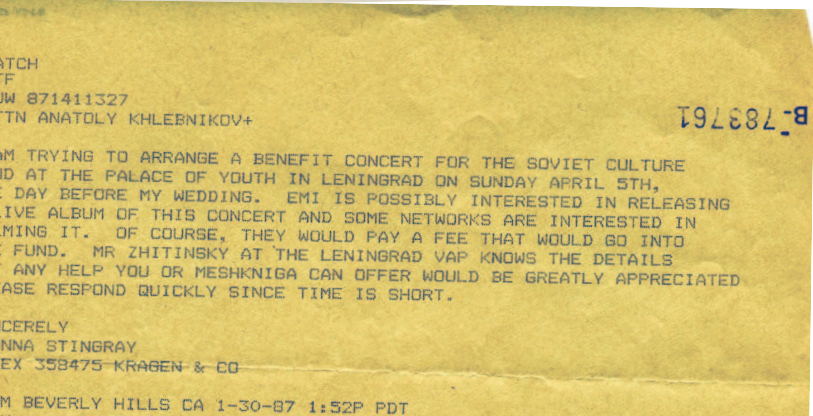 ATCH
TF
UW 871411327
TTN ANATOLY KHLEBNIKOV+
B-783761
AM TRYING TO ARRANGE A BENEFIT CONCERT FOR THE SOVIET CULTURE
ND AT THE PALACE OF YOUTH IN LENINGRAD ON SUNDAY APRIL 5TH,
E DAY BEFORE MY WEDDING. EMI IS POSSIBLY INTERESTED IN RELEASING
LIVE ALBUM OF THIS CONCERT AND SOME NETWORKS ARE INTERESTED IN
LMING IT. OF COURSE, THEY WOULD PAY A FEE THAT WOULD GO INTO
E FUND. MR ZHITINSKY AT THE LENINGRAD VAP KNOWS THE DETAILS
ANY HELP YOU OR MESHKNIGA CAN OFFER WOULD BE GREATLY APPRECIATED
EASE RESPOND QUICKLY SINCE TIME IS SHORT.
NCERELY
NNA STINGRAY
EX 358475 KRAGEN & CO
M BEVERLY HILLS CA 1-30-87 1:52P PDT